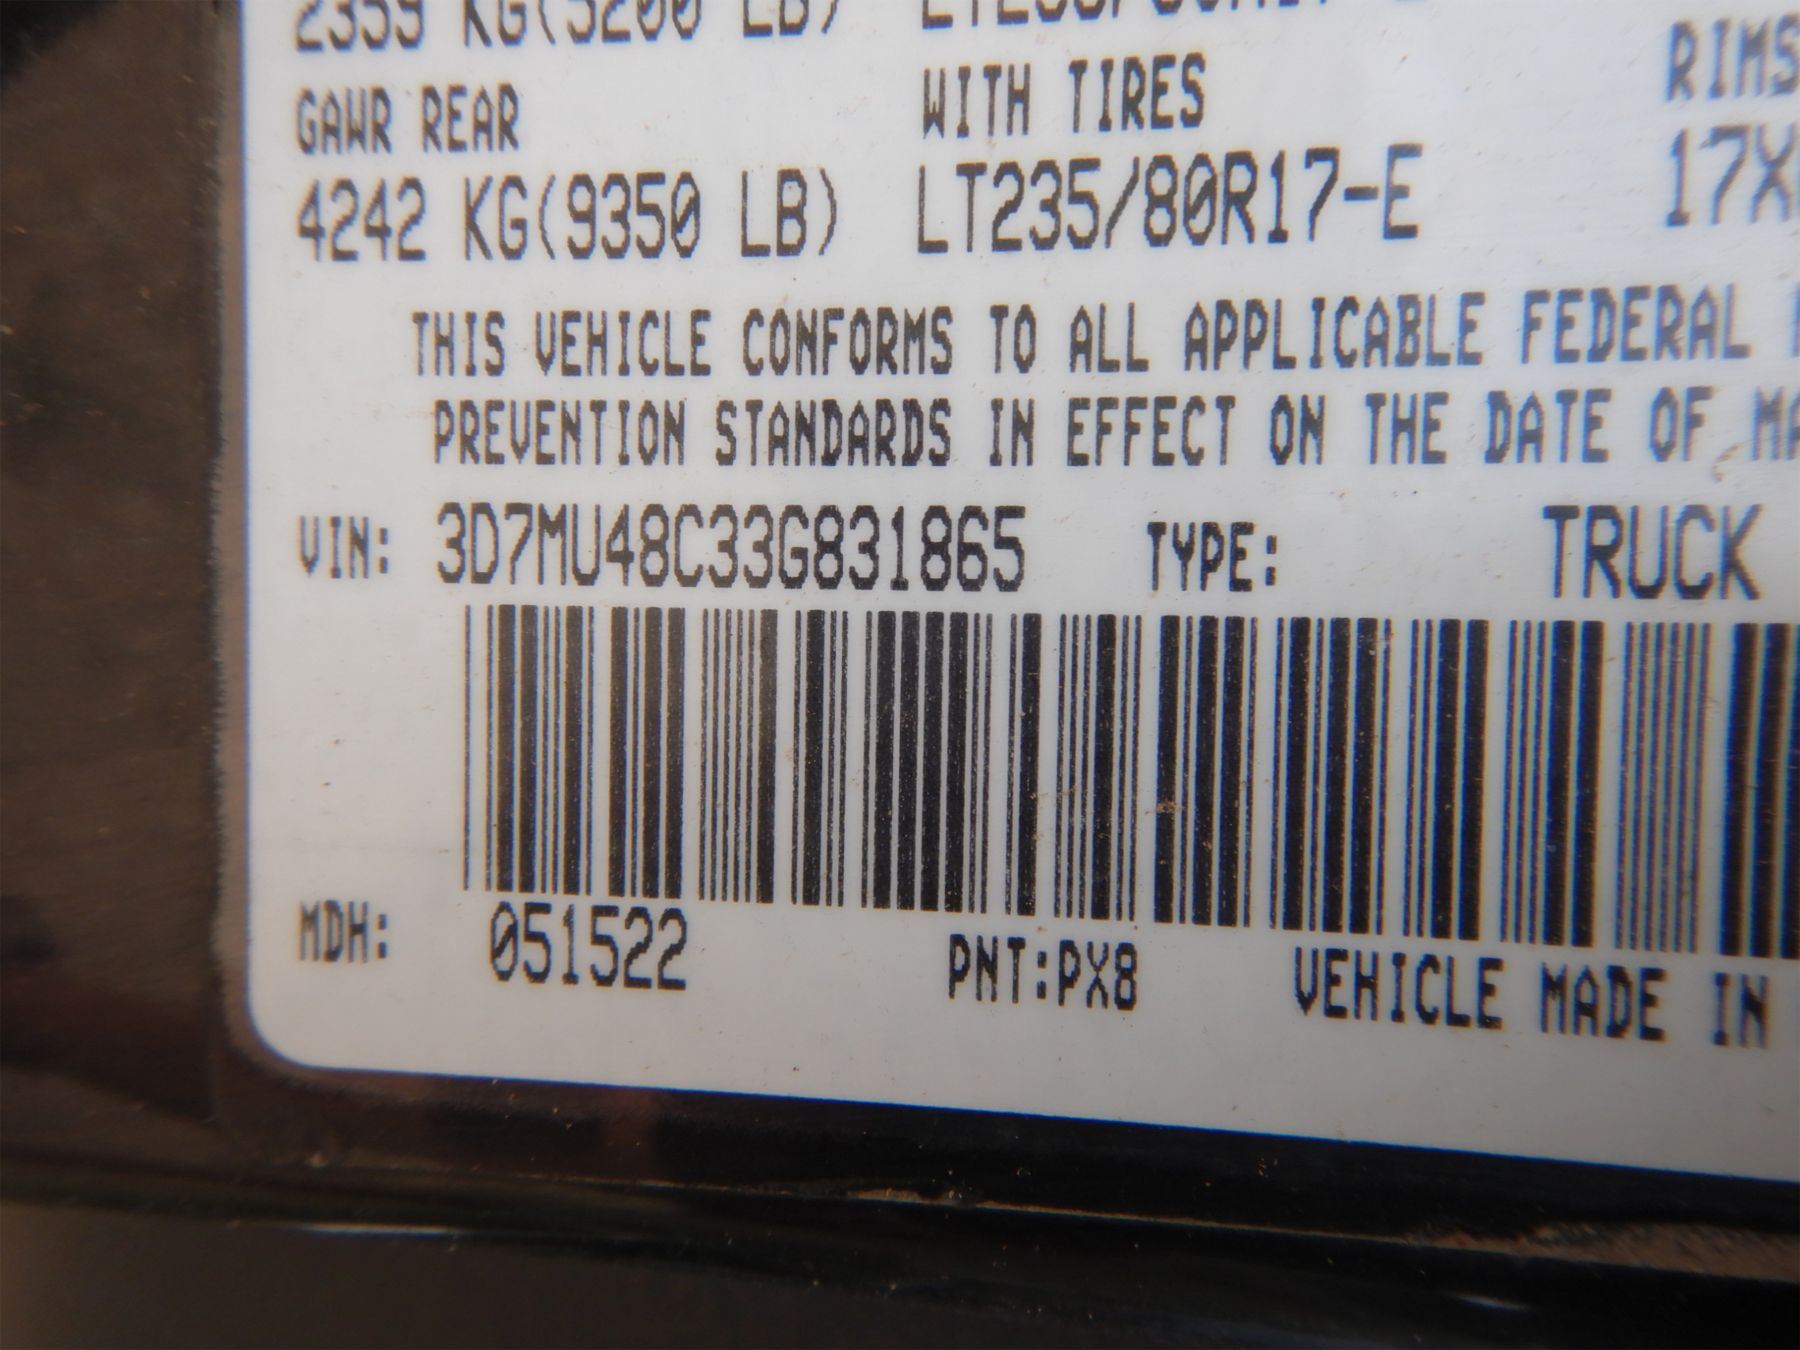 2359 KG(5200 LB)
GAWR REAR WITH TIRES RIMS
4242 KG(9350 LB) LT235/80R17-E 17X
THIS VEHICLE CONFORMS TO ALL APPLICABLE FEDERAL
PREVENTION STANDARDS IN EFFECT ON THE DATE OF MA
VIN: 3D7MU48C33G831865 TYPE: TRUCK
MDH: 051522 PNT:PX8 VEHICLE MADE IN